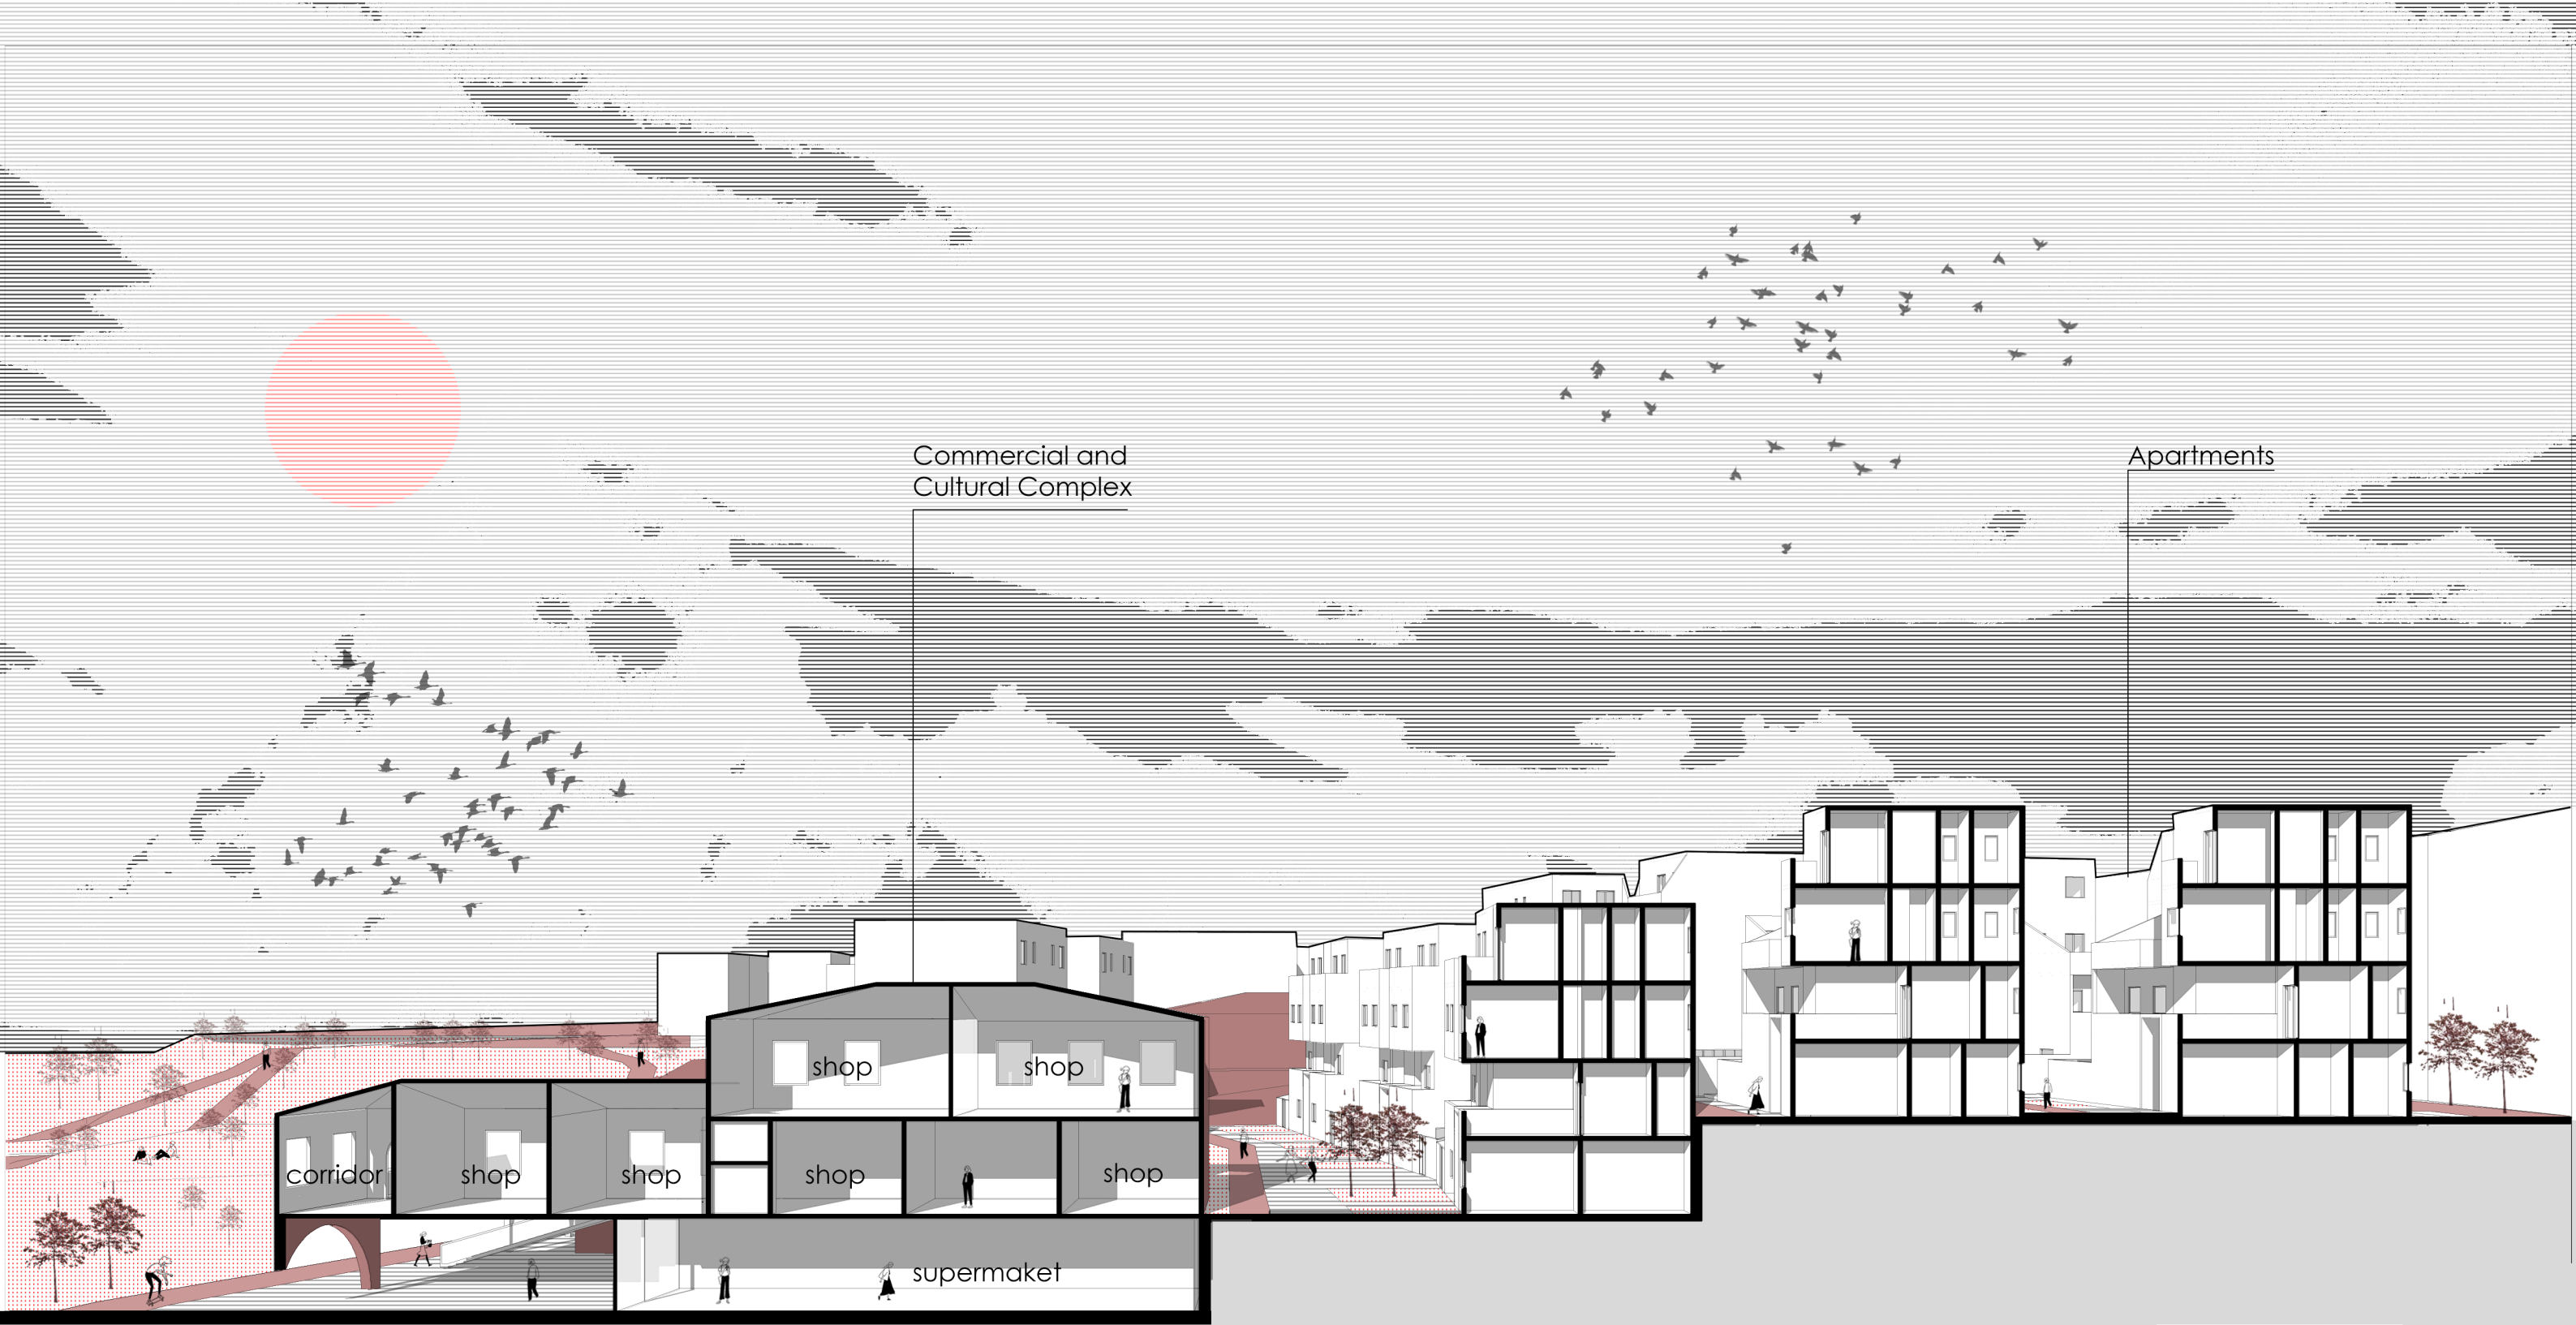 Commercial and
Cultural Complex
Apartments
shop
shop
corridor
shop
shop
shop
shop
supermaket